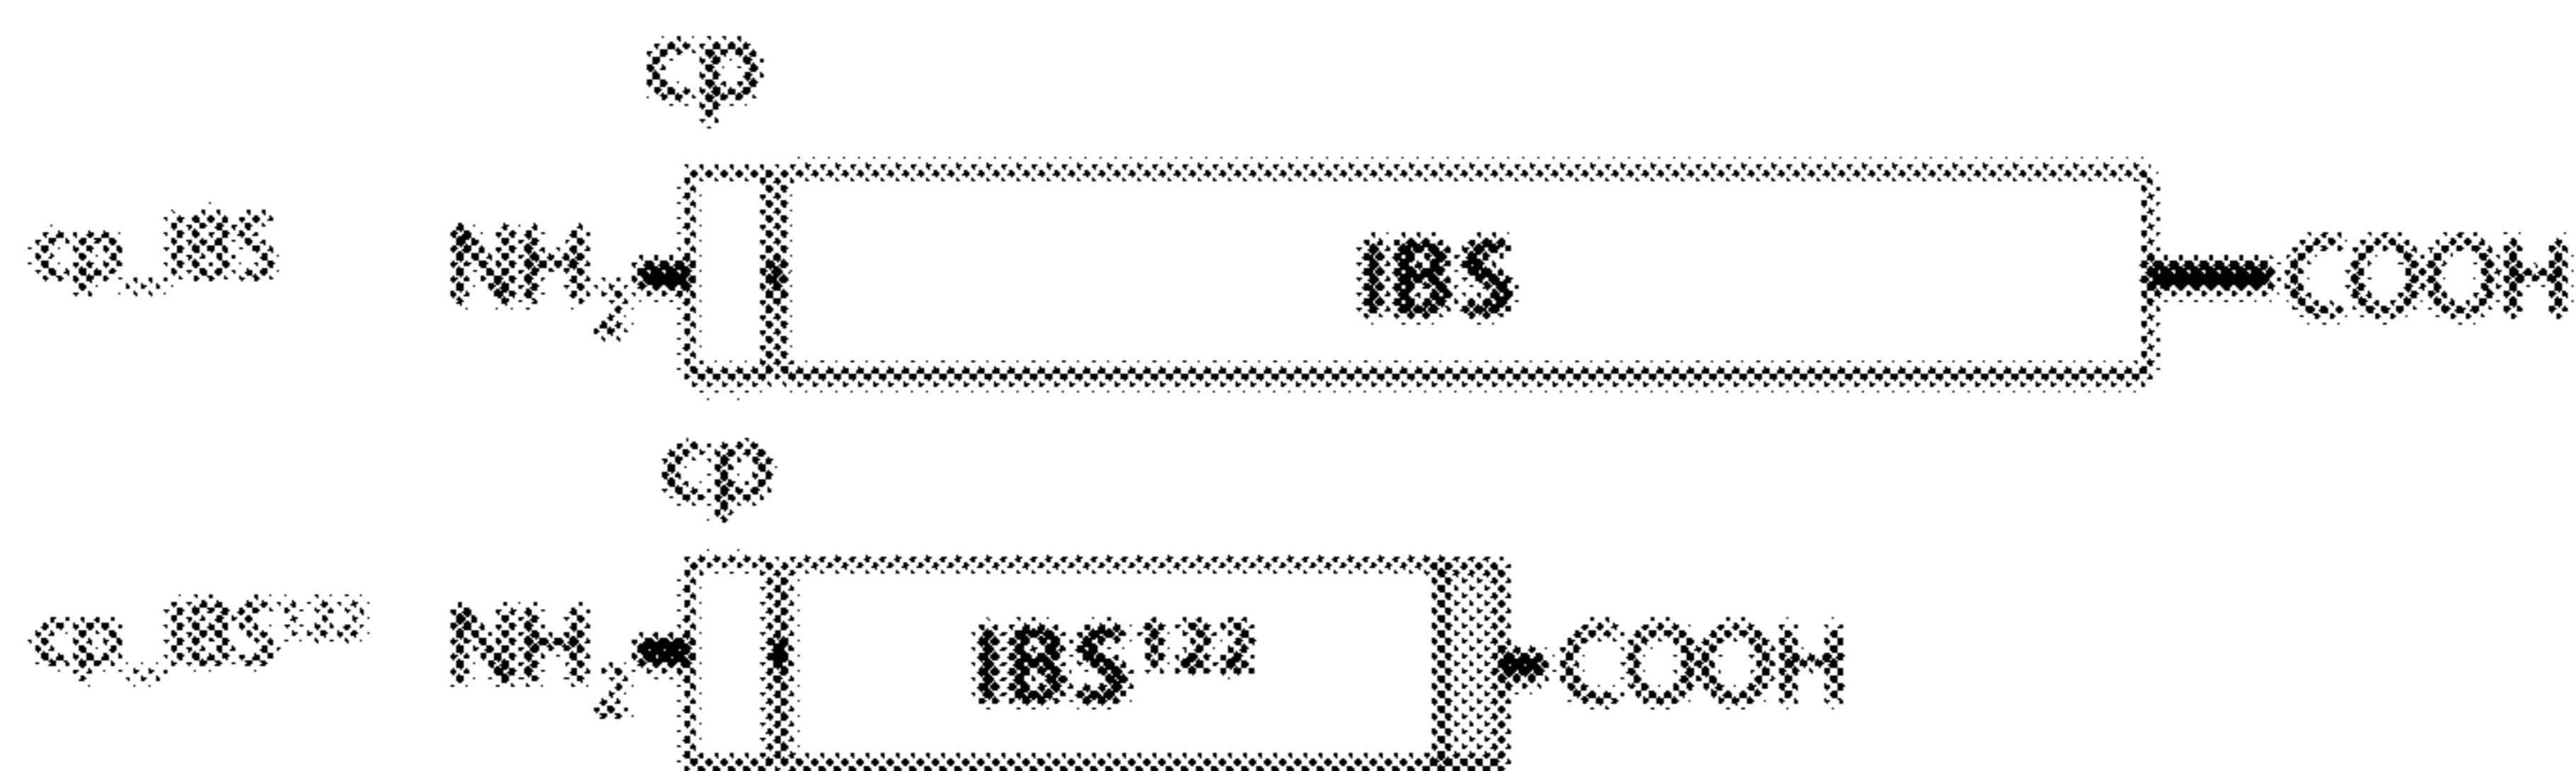 cp
cp_IBS NH₂ IBS COOH
cp
cp_IBS¹²² NH₂ IBS¹²² COOH